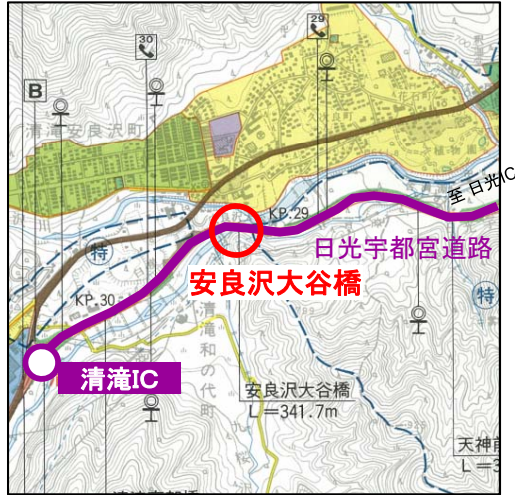 30
29
B
清滝安良沢町
至 日光IC
KP.29
日光宇都宮道路
特
安良沢大谷橋
特
KP.30
清滝和の代町
清滝IC
安良沢大谷橋
L=341.7m
天神前
L=3